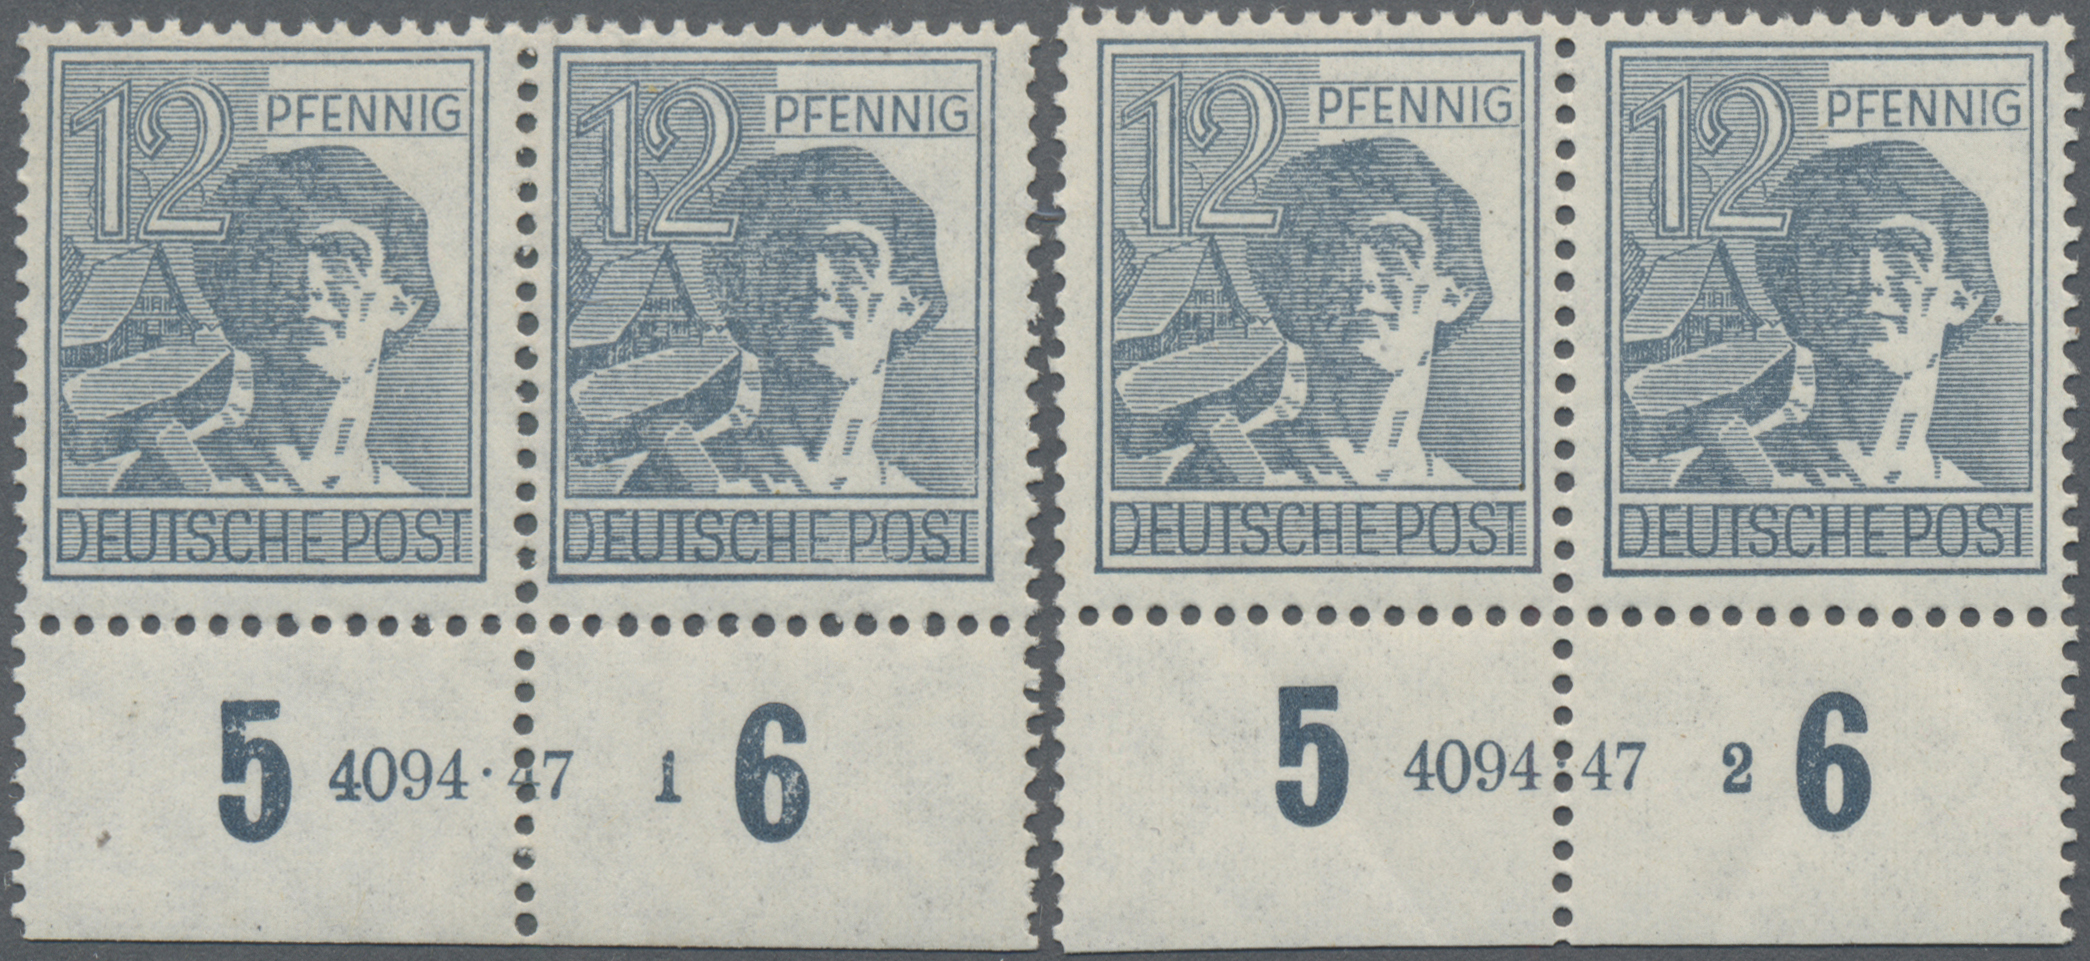 12 PFENNIG
DEUTSCHE POST
12 PFENNIG
DEUTSCHE POST
5 4094·47 1 6
12 PFENNIG
DEUTSCHE POST
12 PFENNIG
DEUTSCHE POST
5 4094·47 2 6